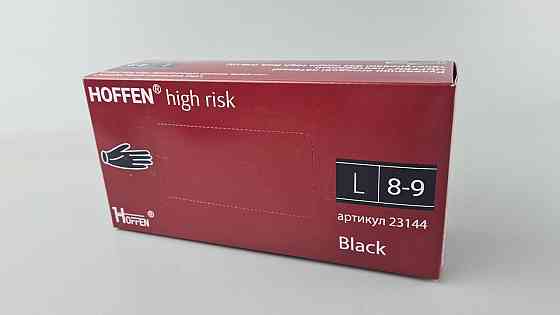 HOFFEN® high risk
L 8-9
артикул 23144
Black
HOFFEN®